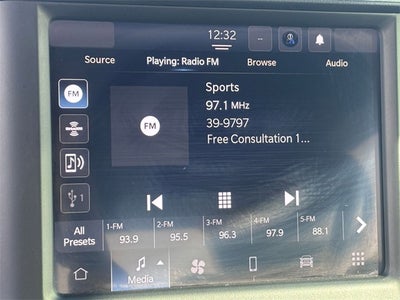 12:32
--
Source Playing: Radio FM Browse Audio
FM
Sports
97.1 MHz
39-9797
Free Consultation 1...
FM
1
All Presets
1-FM 2-FM 3-FM 4-FM 5-FM
93.9 95.5 96.3 97.9 88.1
Media